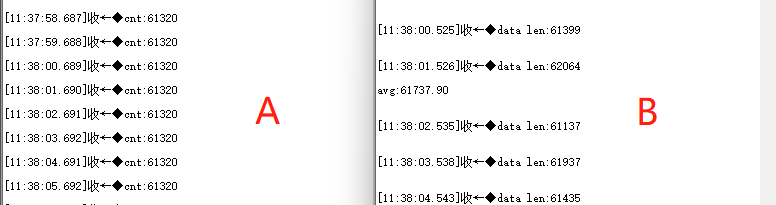 [11:37:58.687]收←◆cnt:61320
[11:37:59.688]收←◆cnt:61320
[11:38:00.689]收←◆cnt:61320
[11:38:01.690]收←◆cnt:61320
[11:38:02.691]收←◆cnt:61320
[11:38:03.692]收←◆cnt:61320
[11:38:04.691]收←◆cnt:61320
[11:38:05.692]收←◆cnt:61320
A
[11:38:00.525]收←◆data len:61399
[11:38:01.526]收←◆data len:62064
avg:61737.90
[11:38:02.535]收←◆data len:61137
[11:38:03.538]收←◆data len:61937
[11:38:04.543]收←◆data len:61435
B